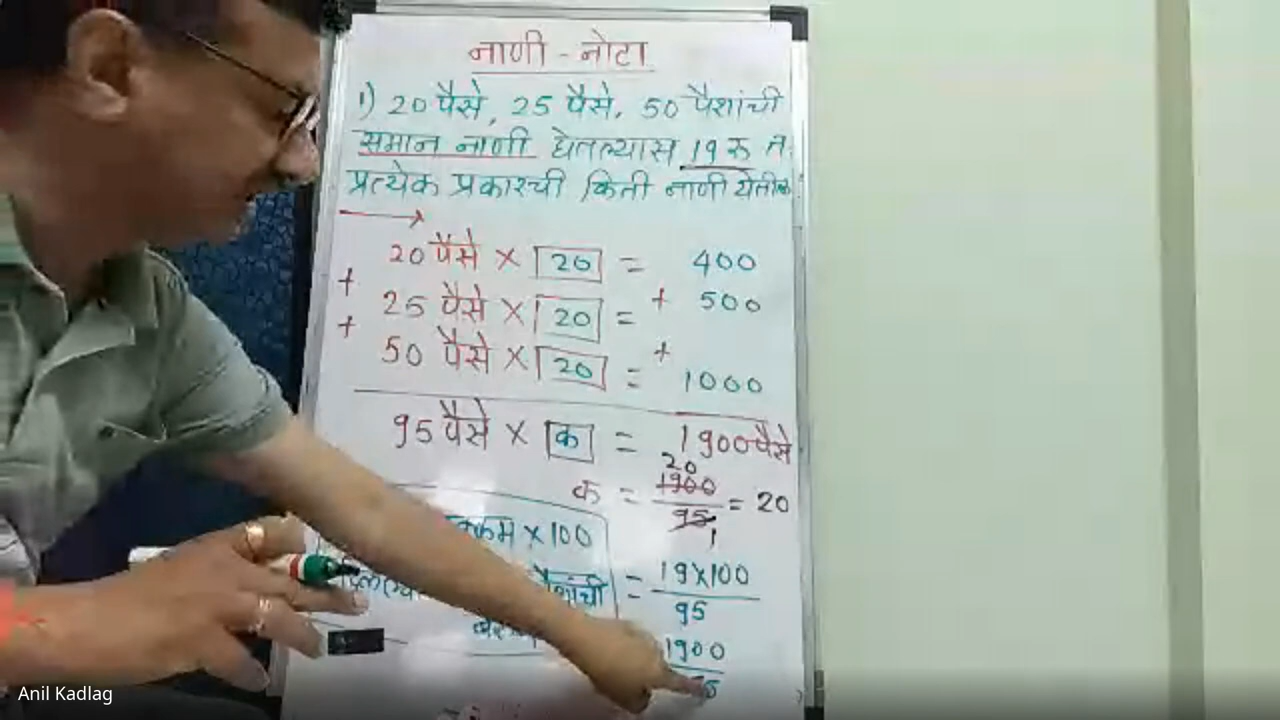 नाणी - नोटा
1) 20 पैसे, 25 पैसे, 50 पैशांची
समान नाणी घेतल्यास 19 रु त
प्रत्येक प्रकारची किती नाणी येतील
20 पैसे × 20 = 400
+ 25 पैसे × 20 = + 500
+ 50 पैसे × 20 = + 1000
95 पैसे × क = 1900 पैसे
20
क = 1900 / 95 = 20
1
रक्कम × 100
पैशांची = 19×100 / 95
1900
Anil Kadlag